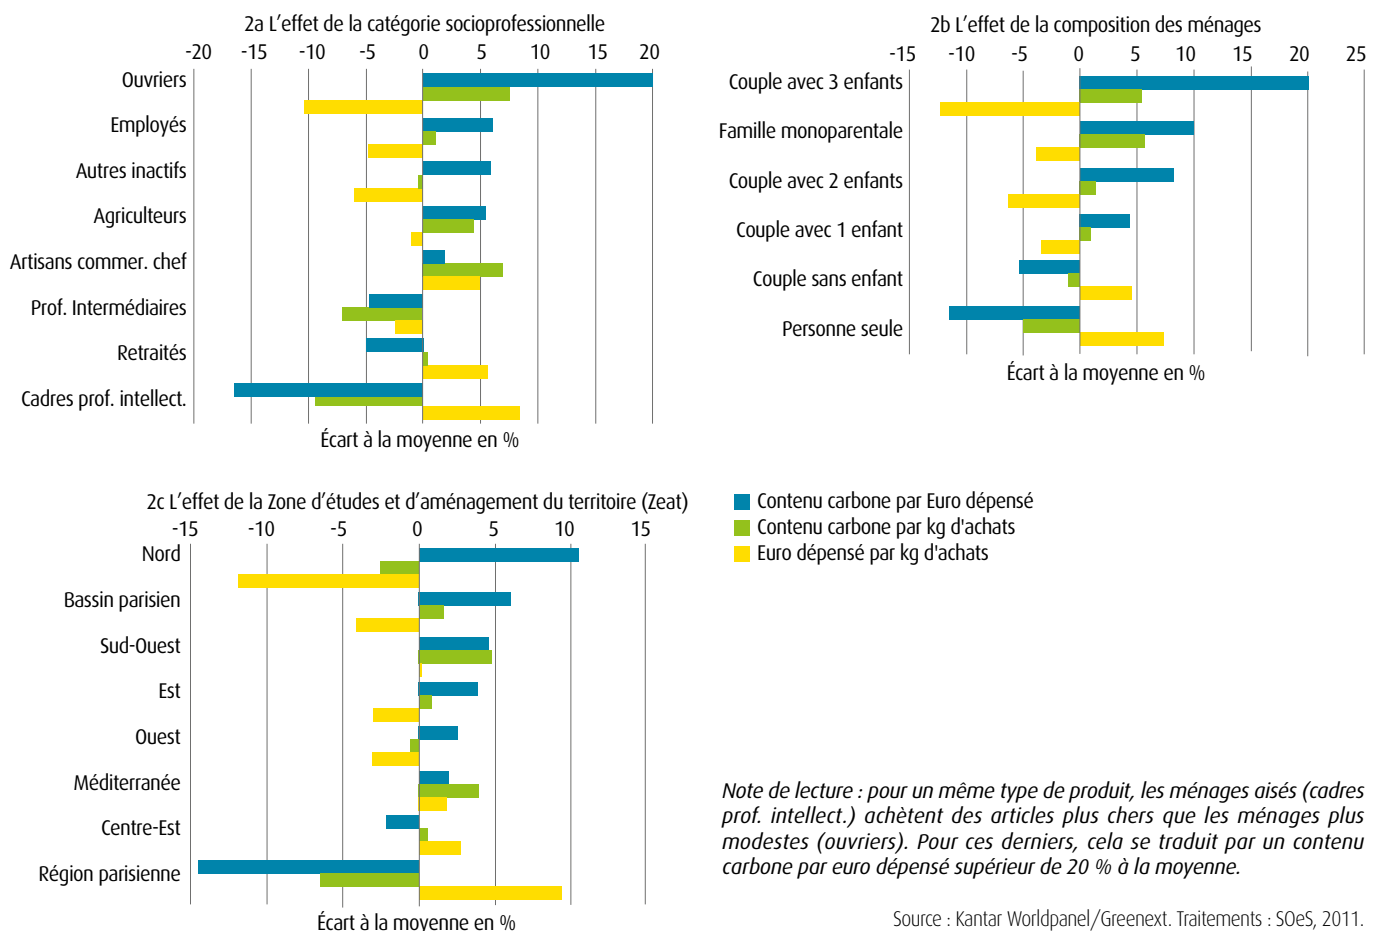 2a L'effet de la catégorie socioprofessionnelle
-20 -15 -10 -5 0 5 10 15 20
Ouvriers
Employés
Autres inactifs
Agriculteurs
Artisans commer. chef
Prof. Intermédiaires
Retraités
Cadres prof. intellect.
Écart à la moyenne en %
2b L'effet de la composition des ménages
-15 -10 -5 0 5 10 15 20 25
Couple avec 3 enfants
Famille monoparentale
Couple avec 2 enfants
Couple avec 1 enfant
Couple sans enfant
Personne seule
Écart à la moyenne en %
2c L'effet de la Zone d'études et d'aménagement du territoire (Zeat)
-15 -10 -5 0 5 10 15
Nord
Bassin parisien
Sud-Ouest
Est
Ouest
Méditerranée
Centre-Est
Région parisienne
Écart à la moyenne en %
Contenu carbone par Euro dépensé
Contenu carbone par kg d'achats
Euro dépensé par kg d'achats
Note de lecture : pour un même type de produit, les ménages aisés (cadres
prof. intellect.) achètent des articles plus chers que les ménages plus
modestes (ouvriers). Pour ces derniers, cela se traduit par un contenu
carbone par euro dépensé supérieur de 20 % à la moyenne.
Source : Kantar Worldpanel/Greenext. Traitements : SOeS, 2011.